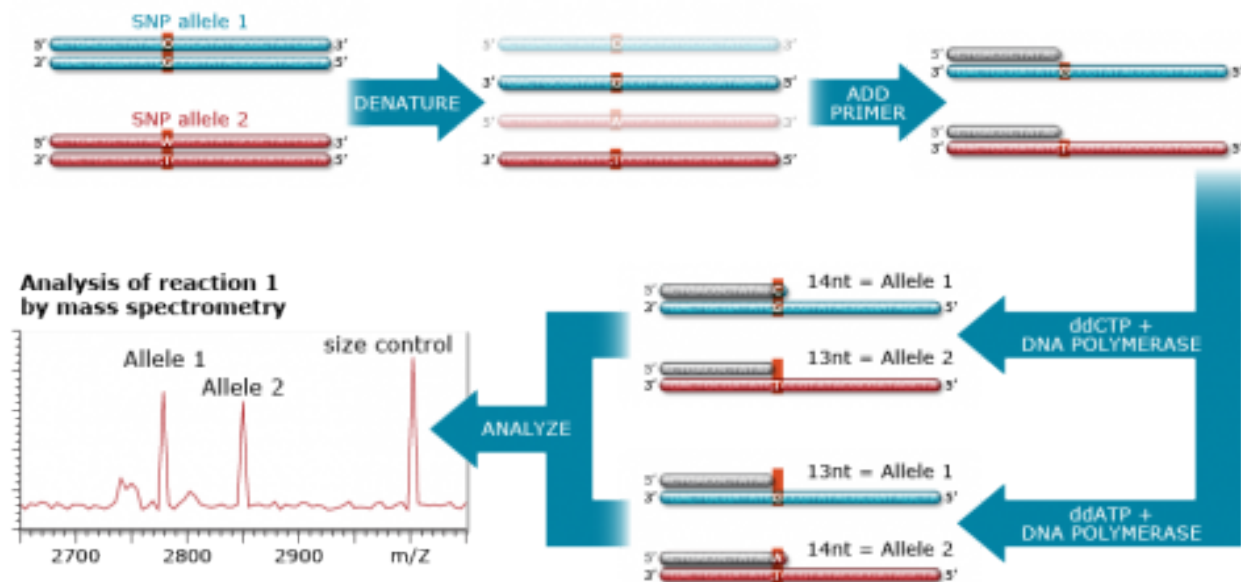 SNP allele 1
5' C 3'
3' G 5'
SNP allele 2
5' A 3'
3' T 5'
DENATURE
5' C 3'
3' G 5'
5' A 3'
3' T 5'
ADD
PRIMER
5'
3' G 5'
5'
3' T 5'
ddCTP +
DNA POLYMERASE
14nt = Allele 1
5' C
3' G 5'
13nt = Allele 2
5'
3' T 5'
ddATP +
DNA POLYMERASE
13nt = Allele 1
5'
3' G 5'
14nt = Allele 2
5' A
3' T 5'
ANALYZE
Analysis of reaction 1
by mass spectrometry
Allele 1
Allele 2
size control
2700 2800 2900 m/Z